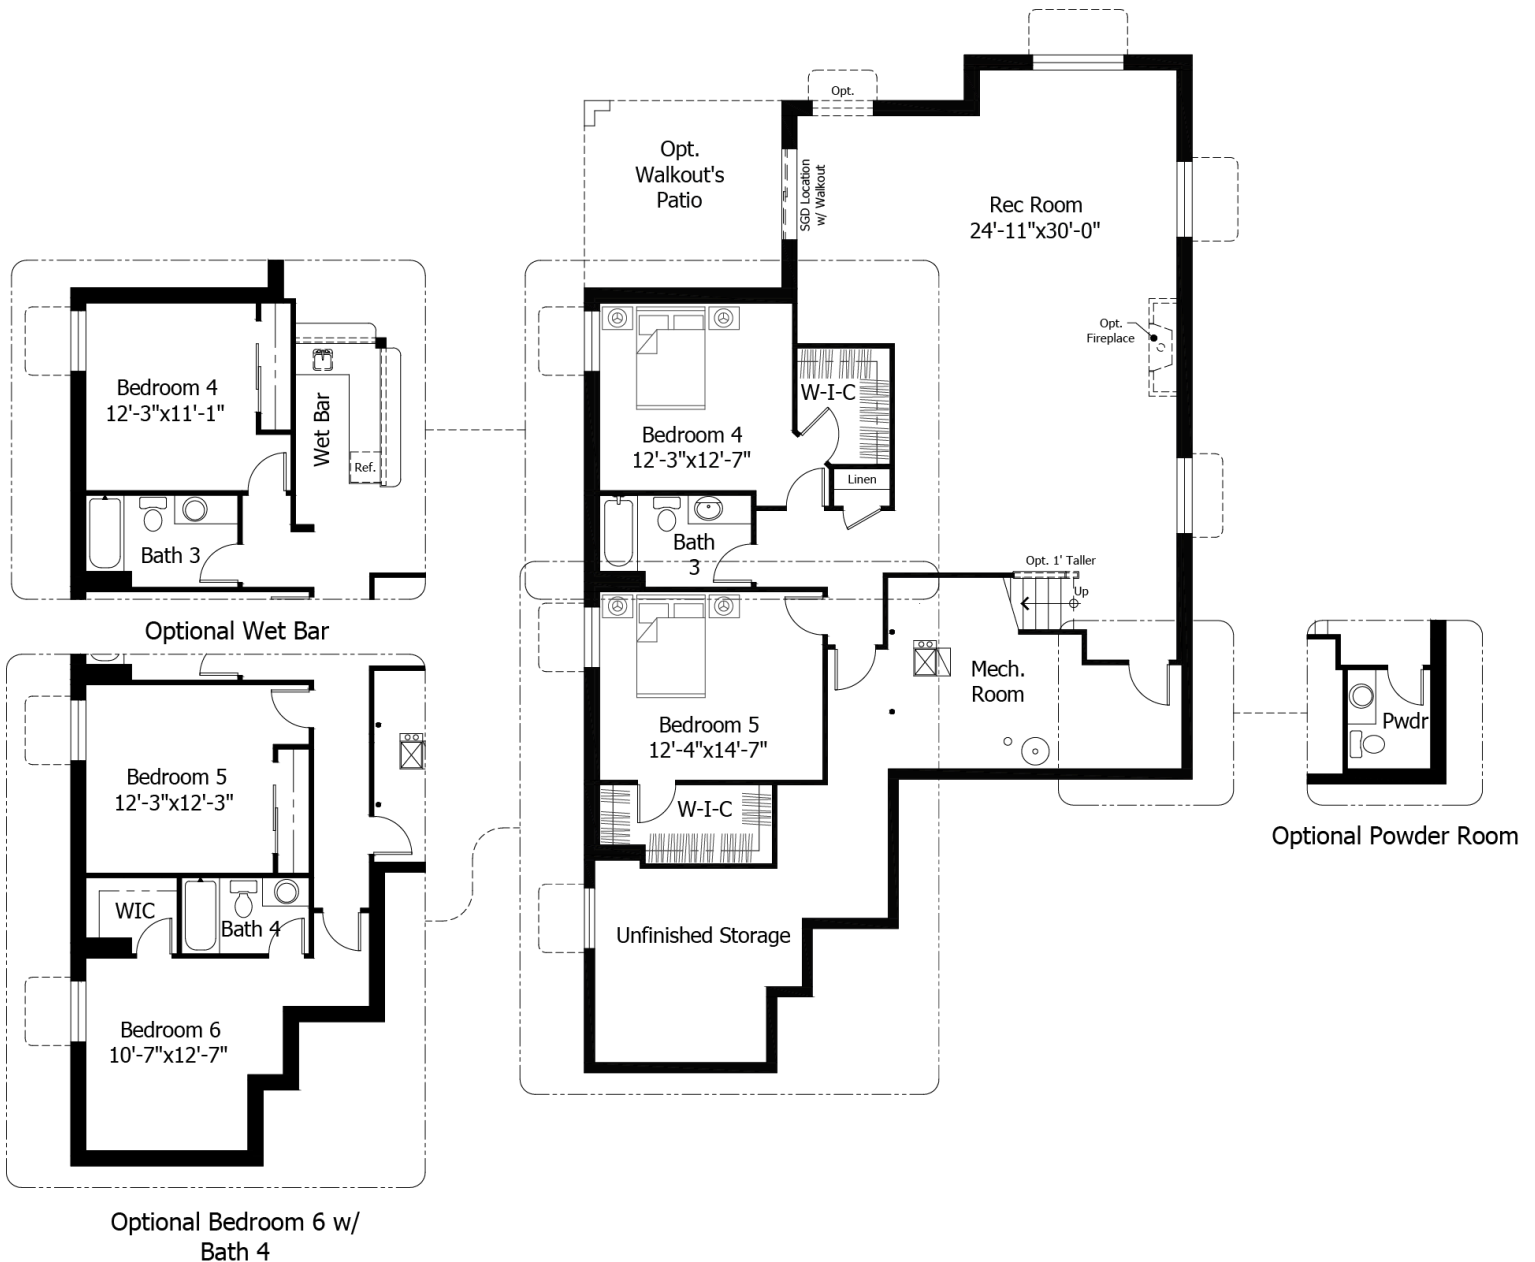 Opt.
Opt.
Walkout's
Patio
SGD Location
w/ Walkout
Rec Room
24'-11"x30'-0"
Opt.
Fireplace
Bedroom 4
12'-3"x11'-1"
Wet Bar
Ref.
Bath 3
Optional Wet Bar
W-I-C
Bedroom 4
12'-3"x12'-7"
Linen
Bath
3
Opt. 1' Taller
Up
Mech.
Room
Bedroom 5
12'-4"x14'-7"
W-I-C
Unfinished Storage
Pwdr
Optional Powder Room
Bedroom 5
12'-3"x12'-3"
WIC
Bath 4
Bedroom 6
10'-7"x12'-7"
Optional Bedroom 6 w/
Bath 4